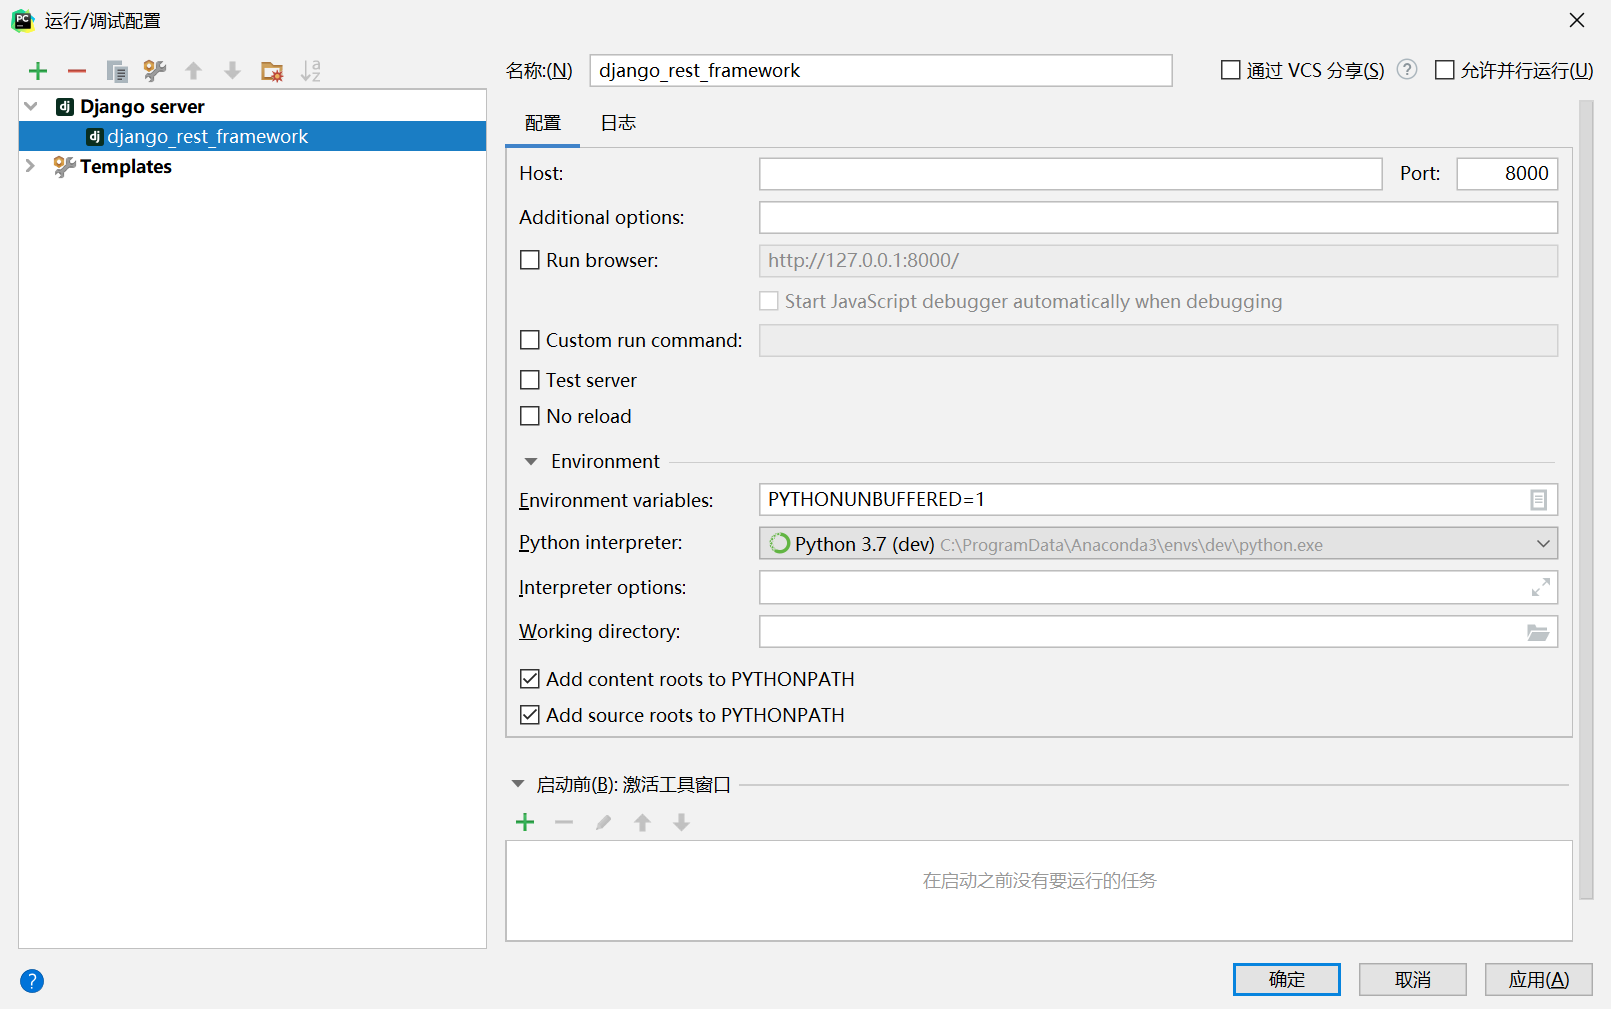 运行/调试配置
名称:(N) django_rest_framework 通过 VCS 分享(S) ? 允许并行运行(U)
Django server
django_rest_framework
Templates
配置 日志
Host: Port: 8000
Additional options:
Run browser: http://127.0.0.1:8000/
Start JavaScript debugger automatically when debugging
Custom run command:
Test server
No reload
Environment
Environment variables: PYTHONUNBUFFERED=1
Python interpreter: Python 3.7 (dev) C:\ProgramData\Anaconda3\envs\dev\python.exe
Interpreter options:
Working directory:
Add content roots to PYTHONPATH
Add source roots to PYTHONPATH
启动前(B): 激活工具窗口
在启动之前没有要运行的任务
? 确定 取消 应用(A)